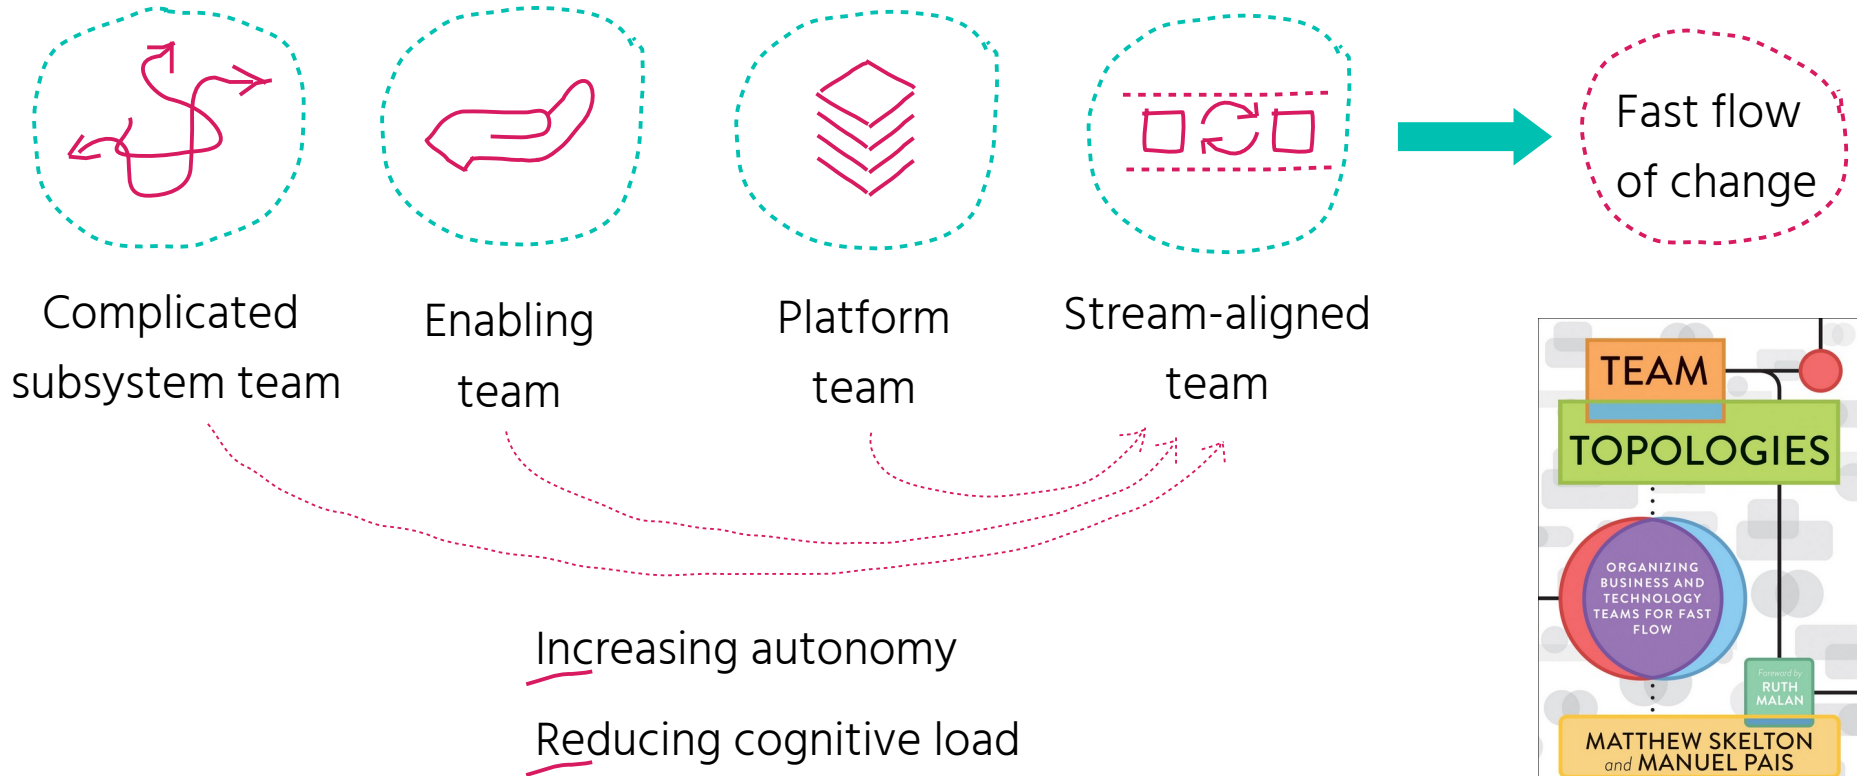 Fast flow
of change
Complicated
subsystem team
Enabling
team
Platform
team
Stream-aligned
team
Increasing autonomy
Reducing cognitive load
TEAM
TOPOLOGIES
ORGANIZING
BUSINESS AND
TECHNOLOGY
TEAMS FOR FAST
FLOW
Foreword by
RUTH
MALAN
MATTHEW SKELTON
and MANUEL PAIS